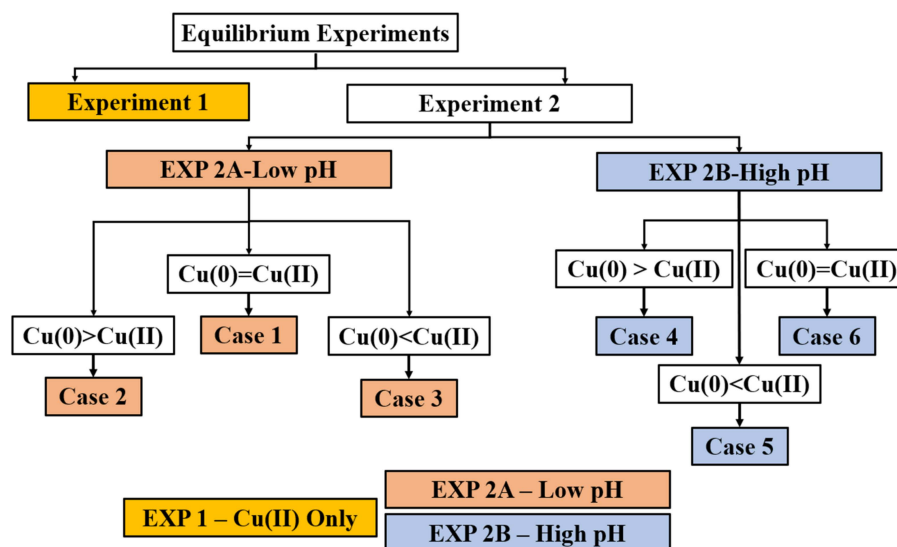 Equilibrium Experiments
Experiment 1
Experiment 2
EXP 2A-Low pH
EXP 2B-High pH
Cu(0)=Cu(II)
Cu(0) > Cu(II)
Cu(0)=Cu(II)
Cu(0)>Cu(II)
Case 1
Cu(0)<Cu(II)
Case 4
Case 6
Case 2
Case 3
Cu(0)<Cu(II)
Case 5
EXP 1 – Cu(II) Only
EXP 2A – Low pH
EXP 2B – High pH